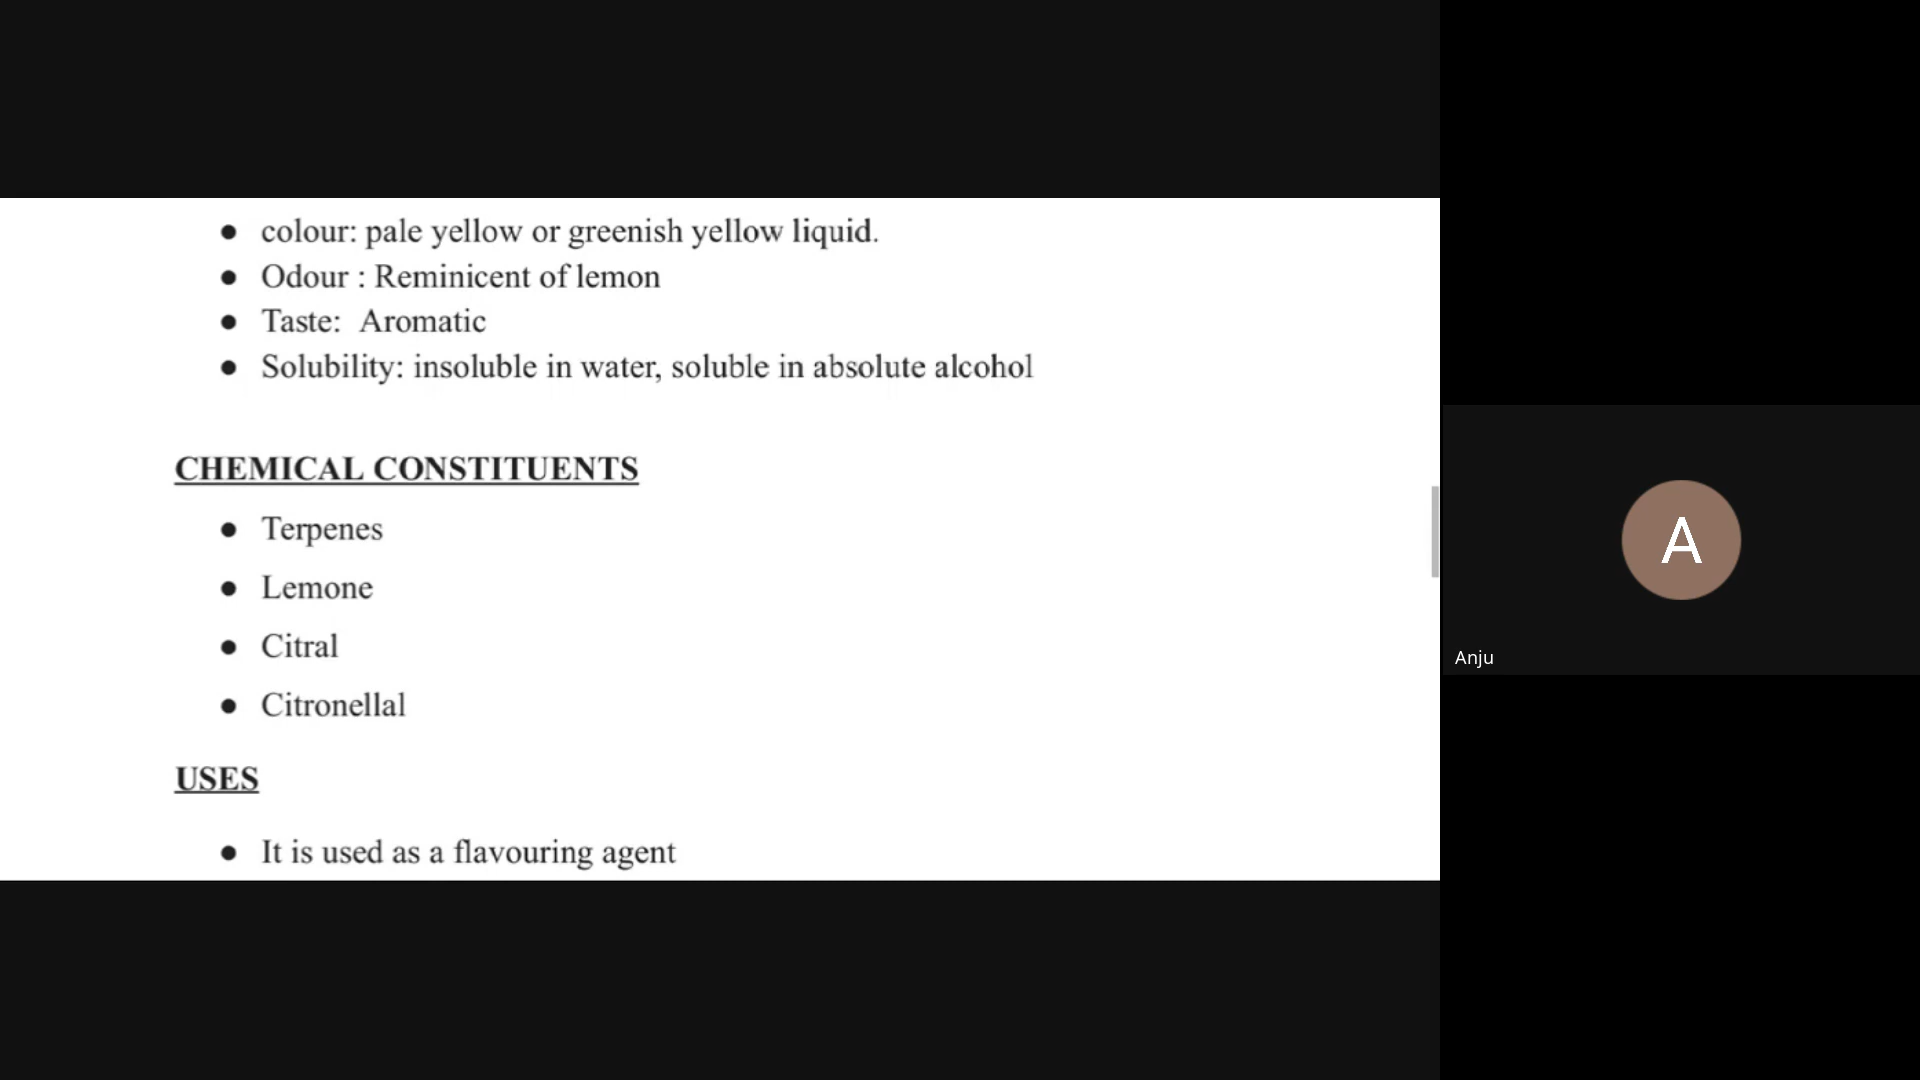 colour: pale yellow or greenish yellow liquid.
Odour : Reminicent of lemon
Taste: Aromatic
Solubility: insoluble in water, soluble in absolute alcohol
CHEMICAL CONSTITUENTS
Terpenes
Lemone
Citral
Citronellal
USES
It is used as a flavouring agent
A
Anju